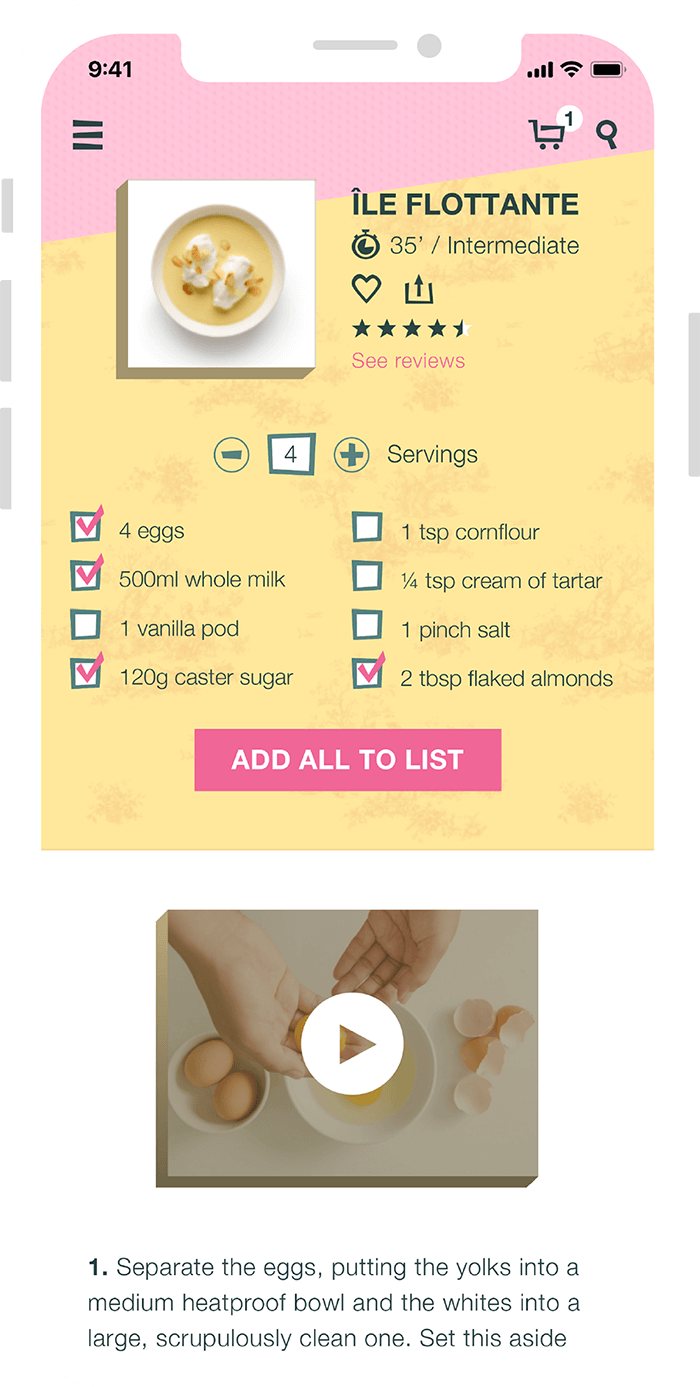 9:41
1
ÎLE FLOTTANTE
35’ / Intermediate
See reviews
4 Servings
4 eggs
500ml whole milk
1 vanilla pod
120g caster sugar
1 tsp cornflour
¼ tsp cream of tartar
1 pinch salt
2 tbsp flaked almonds
ADD ALL TO LIST
1. Separate the eggs, putting the yolks into a
medium heatproof bowl and the whites into a
large, scrupulously clean one. Set this aside